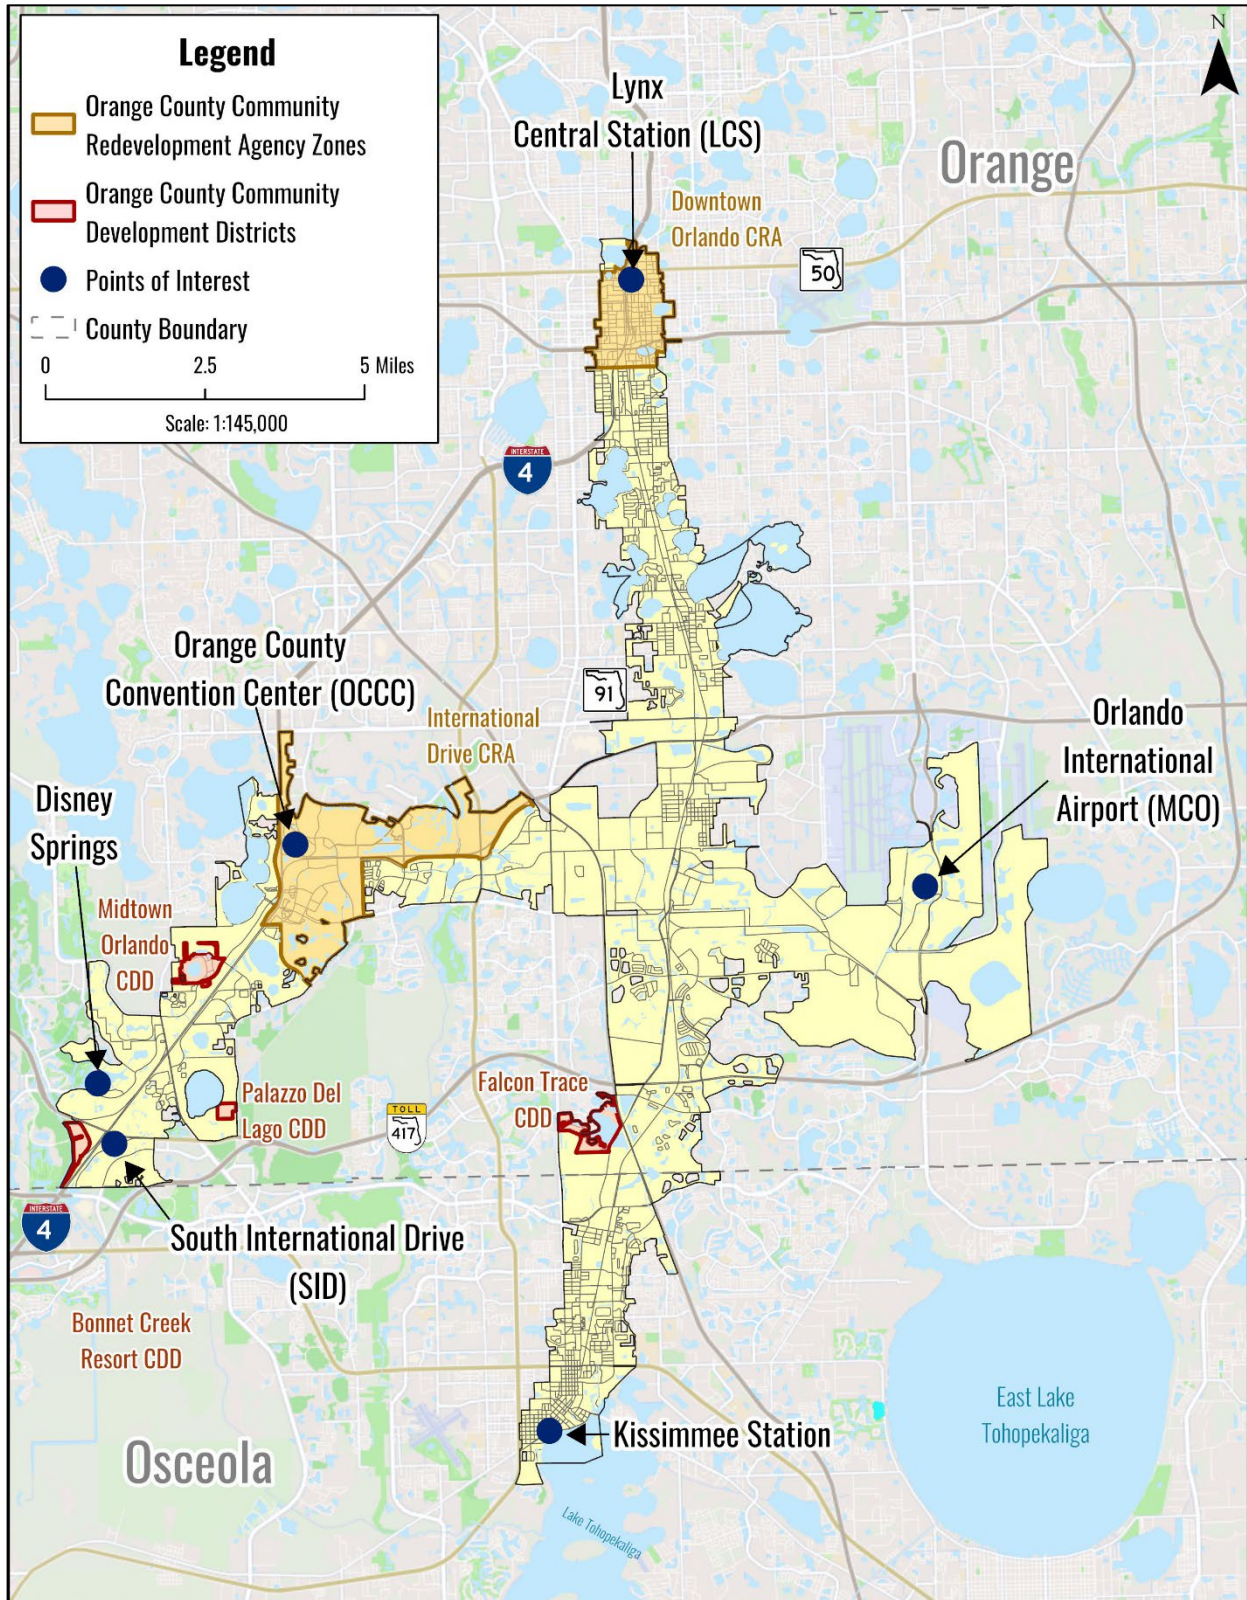 Legend
Orange County Community
Redevelopment Agency Zones
Orange County Community
Development Districts
Points of Interest
County Boundary
0 2.5 5 Miles
Scale: 1:145,000
N
Lynx
Central Station (LCS)
Orange
Downtown
Orlando CRA
50
INTERSTATE
4
Orange County
Convention Center (OCCC)
91
International
Drive CRA
Orlando
International
Airport (MCO)
Disney
Springs
Midtown
Orlando
CDD
Palazzo Del
Lago CDD
TOLL
417
Falcon Trace
CDD
INTERSTATE
4
South International Drive
(SID)
Bonnet Creek
Resort CDD
East Lake
Tohopekaliga
Kissimmee Station
Osceola
Lake Tohopekaliga